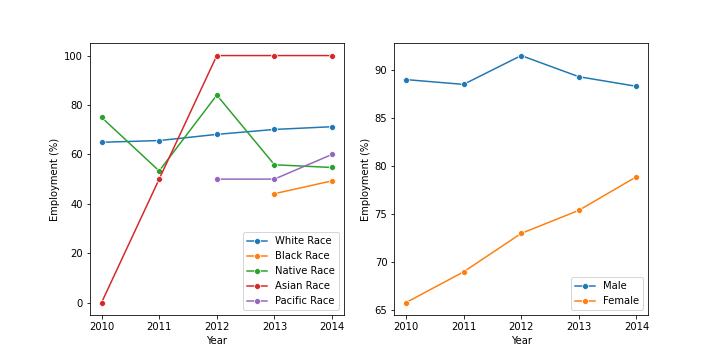 100
80
60
40
20
0
Employment (%)
2010 2011 2012 2013 2014
Year
White Race
Black Race
Native Race
Asian Race
Pacific Race
90
85
80
75
70
65
Employment (%)
2010 2011 2012 2013 2014
Year
Male
Female